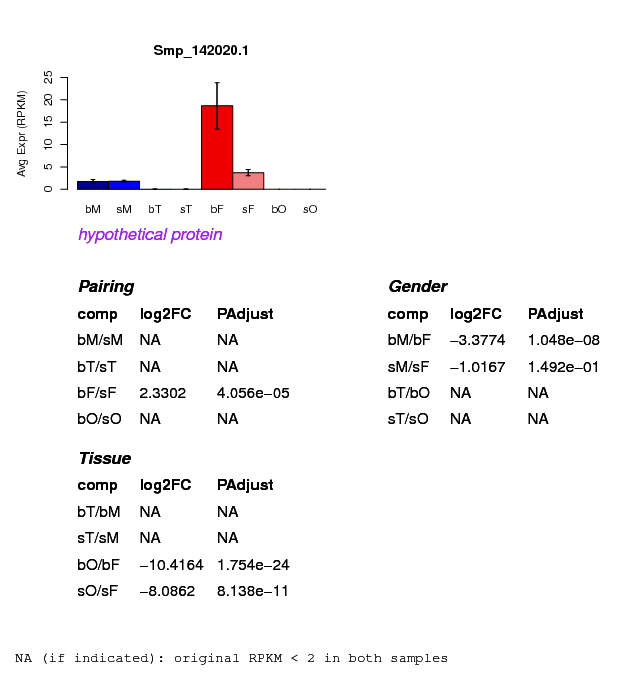 Smp_142020.1
Avg Expr (RPKM)
25
20
15
10
5
0
bM sM bT sT bF sF bO sO
hypothetical protein
Pairing
comp log2FC PAdjust
bM/sM NA NA
bT/sT NA NA
bF/sF 2.3302 4.056e−05
bO/sO NA NA
Gender
comp log2FC PAdjust
bM/bF −3.3774 1.048e−08
sM/sF −1.0167 1.492e−01
bT/bO NA NA
sT/sO NA NA
Tissue
comp log2FC PAdjust
bT/bM NA NA
sT/sM NA NA
bO/bF −10.4164 1.754e−24
sO/sF −8.0862 8.138e−11
NA (if indicated): original RPKM < 2 in both samples